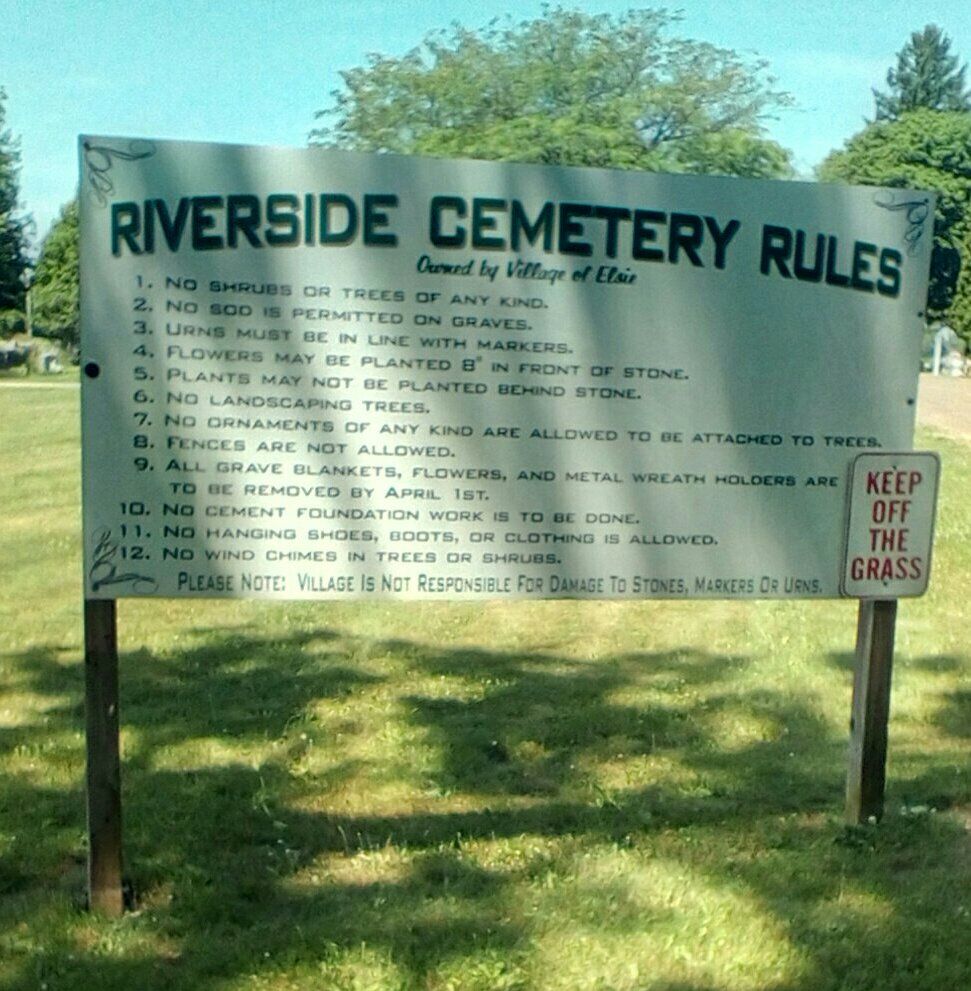 RIVERSIDE CEMETERY RULES
Owned by Village of Elsie
1. NO SHRUBS OR TREES OF ANY KIND.
2. NO SOD IS PERMITTED ON GRAVES.
3. URNS MUST BE IN LINE WITH MARKERS.
4. FLOWERS MAY BE PLANTED 8" IN FRONT OF STONE.
5. PLANTS MAY NOT BE PLANTED BEHIND STONE.
6. NO LANDSCAPING TREES.
7. NO ORNAMENTS OF ANY KIND ARE ALLOWED TO BE ATTACHED TO TREES.
8. FENCES ARE NOT ALLOWED.
9. ALL GRAVE BLANKETS, FLOWERS, AND METAL WREATH HOLDERS ARE
TO BE REMOVED BY APRIL 1ST.
10. NO CEMENT FOUNDATION WORK IS TO BE DONE.
11. NO HANGING SHOES, BOOTS, OR CLOTHING IS ALLOWED.
12. NO WIND CHIMES IN TREES OR SHRUBS.
PLEASE NOTE: VILLAGE IS NOT RESPONSIBLE FOR DAMAGE TO STONES, MARKERS OR URNS.
KEEP
OFF
THE
GRASS